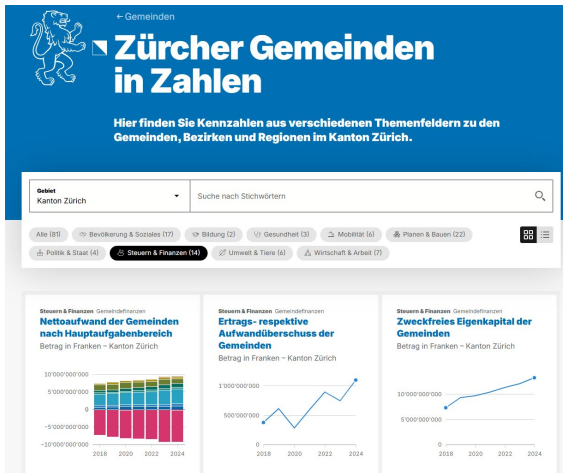 ← Gemeinden
Zürcher Gemeinden
in Zahlen
Hier finden Sie Kennzahlen aus verschiedenen Themenfeldern zu den
Gemeinden, Bezirken und Regionen im Kanton Zürich.
Gebiet
Kanton Zürich
Suche nach Stichwörtern
Alle (81) Bevölkerung & Soziales (17) Bildung (2) Gesundheit (3) Mobilität (6) Planen & Bauen (22)
Politik & Staat (4) Steuern & Finanzen (14) Umwelt & Tiere (6) Wirtschaft & Arbeit (7)
Steuern & Finanzen Gemeindefinanzen
Nettoaufwand der Gemeinden
nach Hauptaufgabenbereich
Betrag in Franken – Kanton Zürich
10'000'000'000
5'000'000'000
0
-5'000'000'000
-10'000'000'000
2018 2020 2022 2024
Steuern & Finanzen Gemeindefinanzen
Ertrags- respektive
Aufwandüberschuss der
Gemeinden
Betrag in Franken – Kanton Zürich
1'000'000'000
500'000'000
0
2018 2020 2022 2024
Steuern & Finanzen Gemeindefinanzen
Zweckfreies Eigenkapital der
Gemeinden
Betrag in Franken – Kanton Zürich
10'000'000'000
5'000'000'000
0
2018 2020 2022 2024